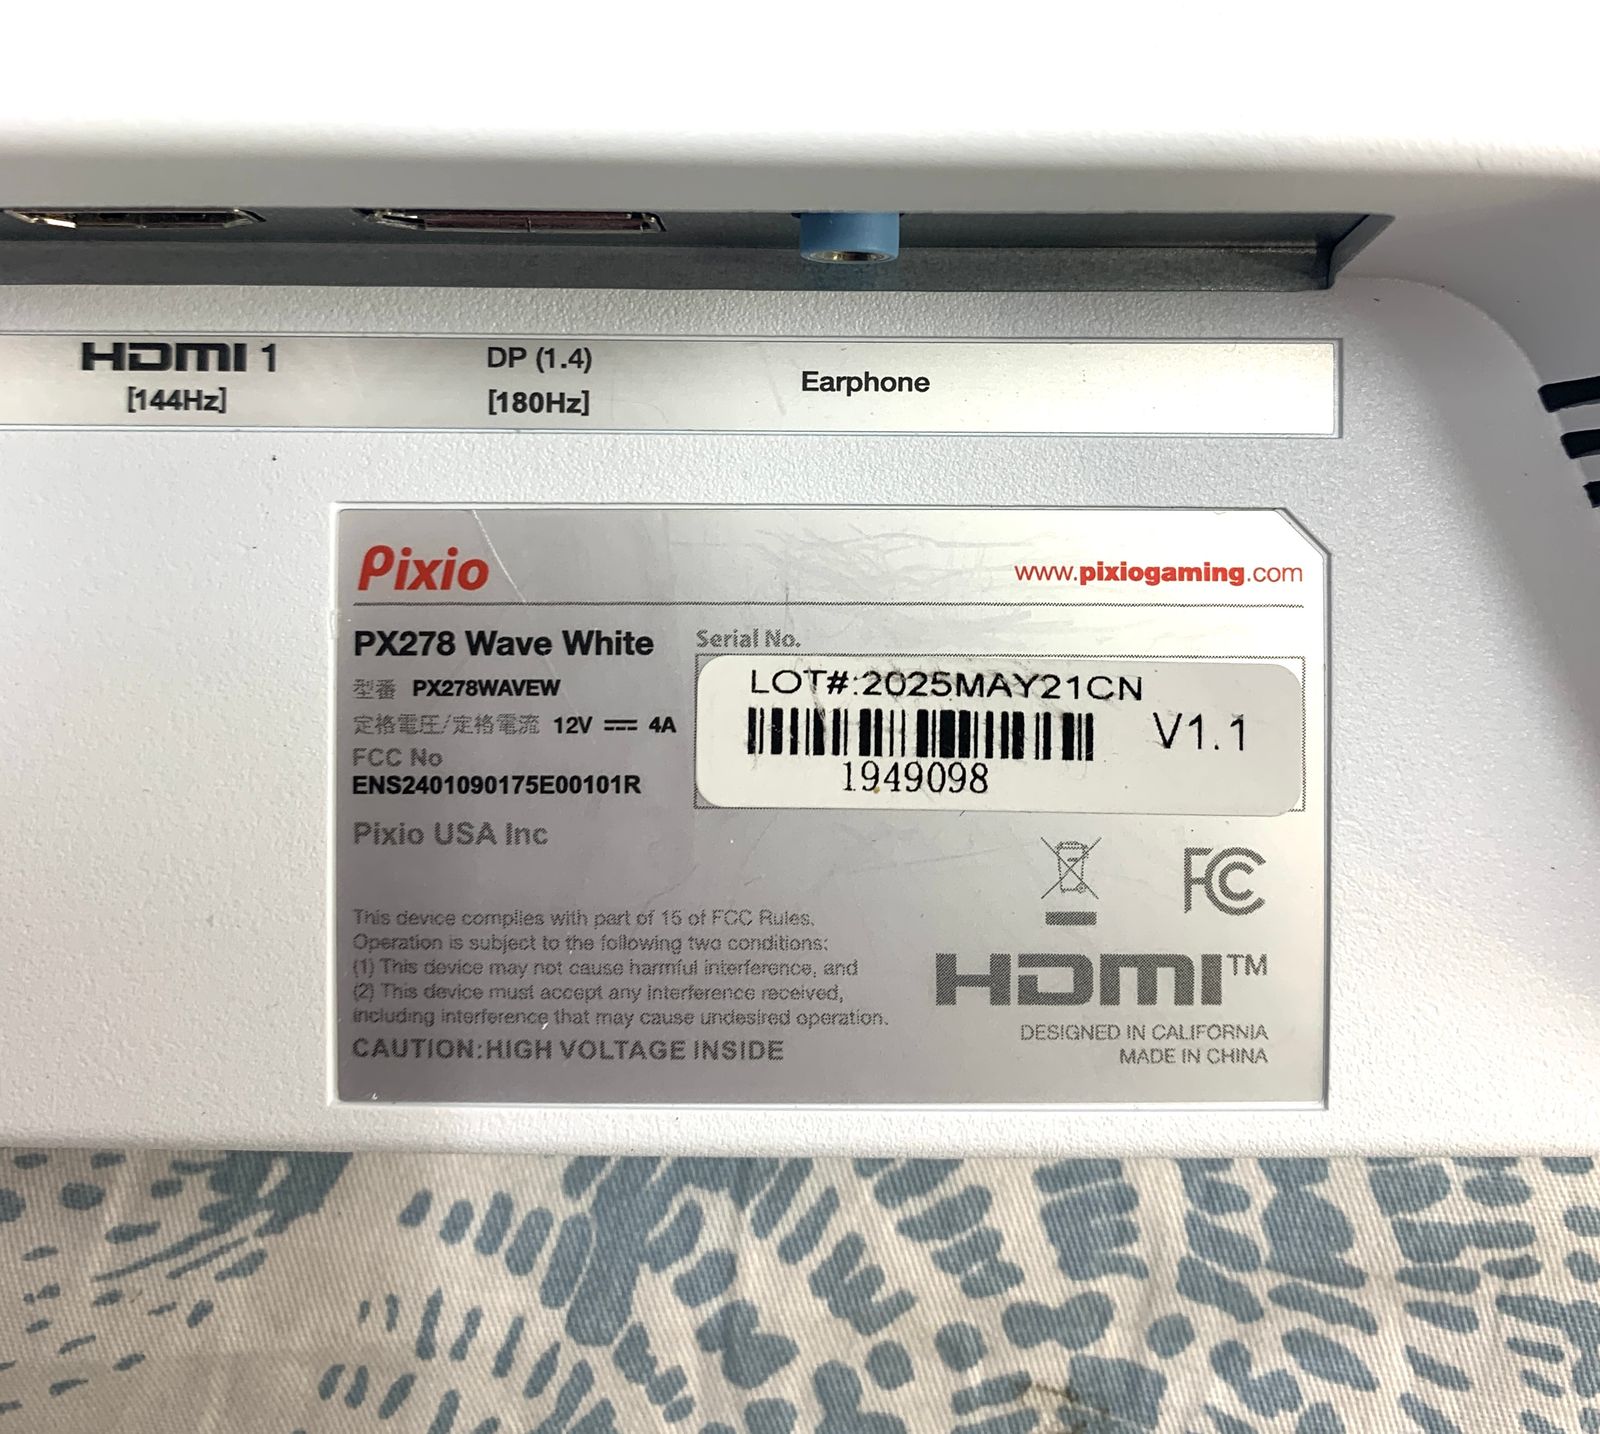 HDMI 1
[144Hz]
DP (1.4)
[180Hz]
Earphone
Pixio
www.pixiogaming.com
PX278 Wave White
型番 PX278WAVEW
定格電圧/定格電流 12V ⎓ 4A
FCC No
ENS2401090175E00101R
Pixio USA Inc
Serial No.
LOT#:2025MAY21CN
V1.1
1949098
This device complies with part of 15 of FCC Rules.
Operation is subject to the following two conditions:
(1) This device may not cause harmful interference, and
(2) This device must accept any interference received,
including interference that may cause undesired operation.
CAUTION:HIGH VOLTAGE INSIDE
FC
HDMI™
DESIGNED IN CALIFORNIA
MADE IN CHINA